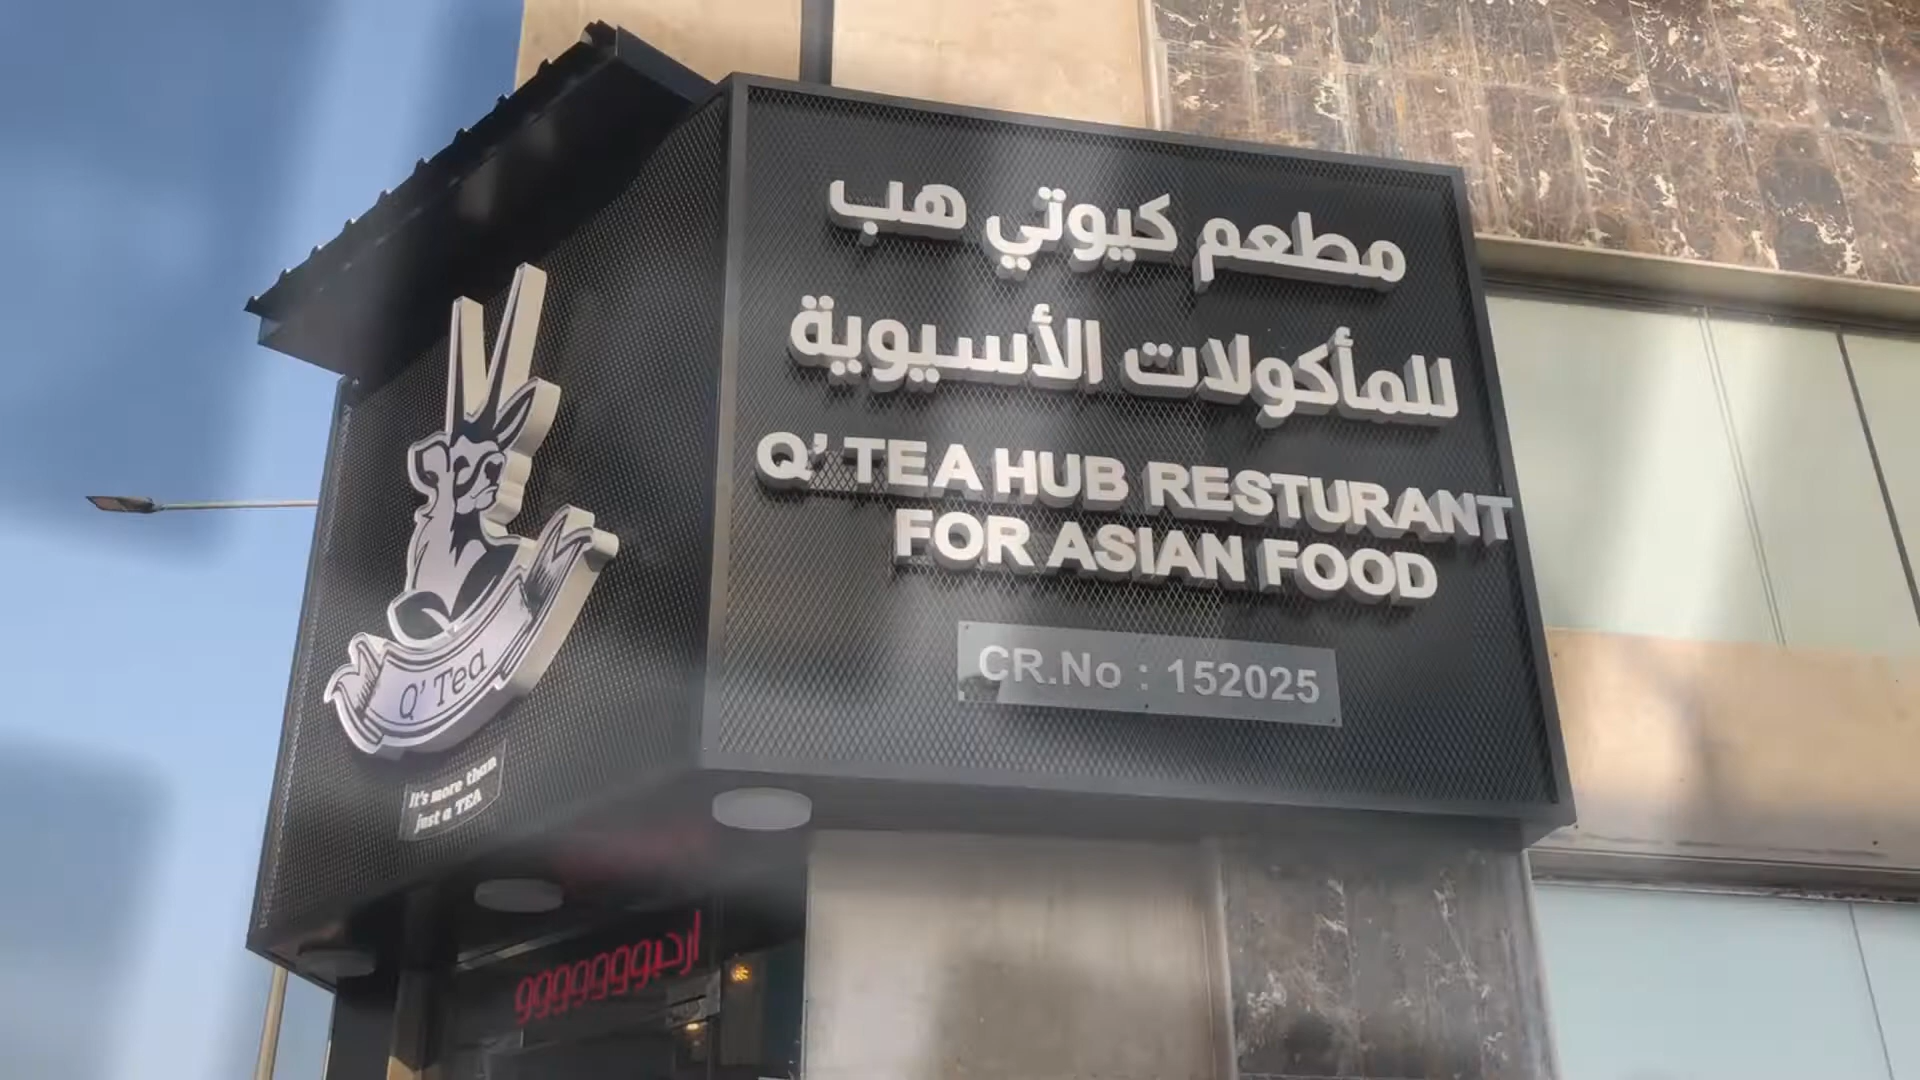 مطعم كيوتي هب
للمأكولات الأسيوية
Q' TEA HUB RESTURANT
FOR ASIAN FOOD
CR.No : 152025
Q' Tea
It's more than
just a TEA
ارحبوووووووو